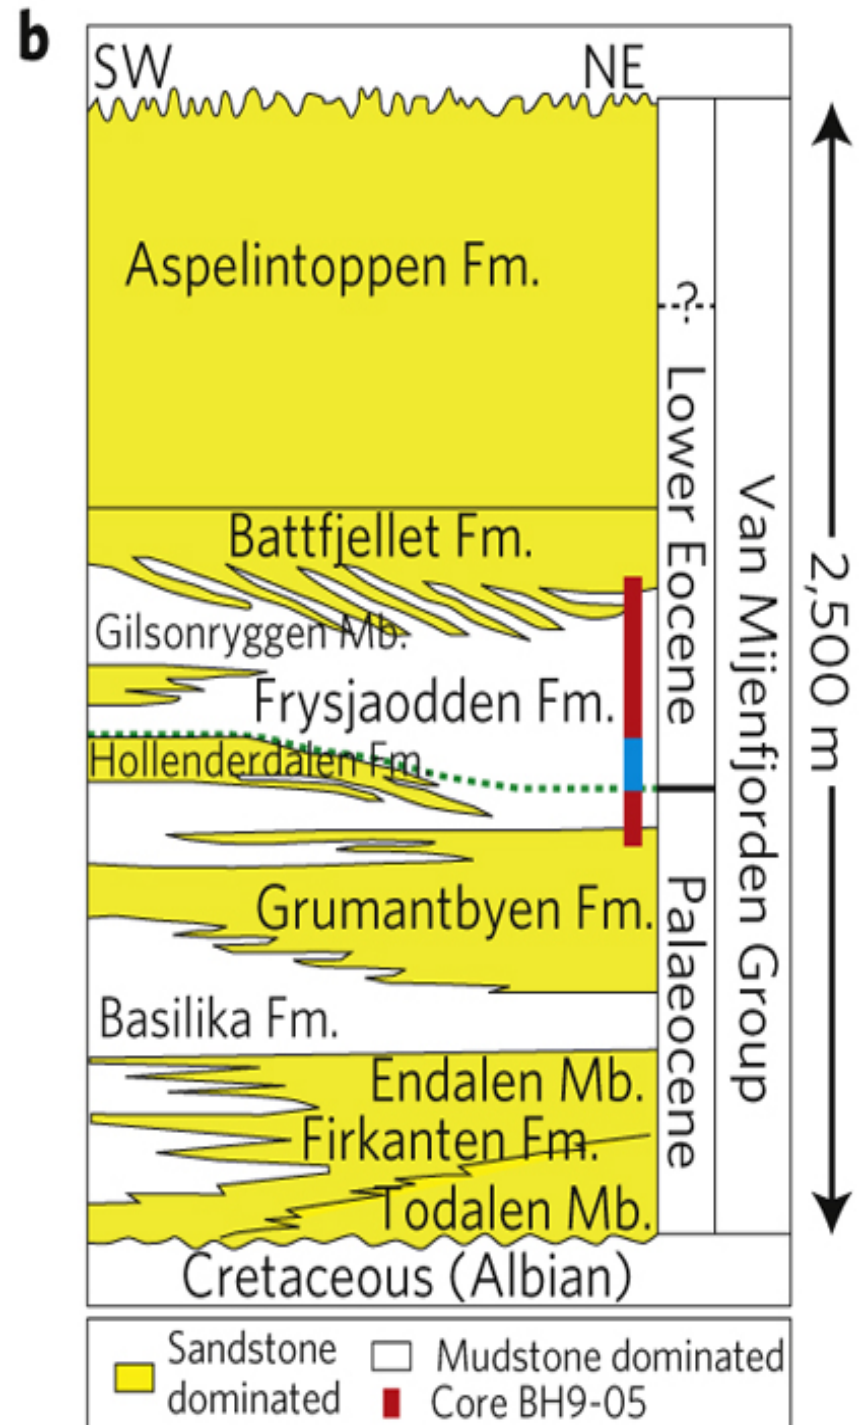 b
SW
NE
Aspelintoppen Fm.
?
Battfjellet Fm.
Lower Eocene
Gilsonryggen Mb.
Frysjaodden Fm.
Van Mijenfjorden Group
2,500 m
Hollenderdalen Fm.
Grumantbyen Fm.
Palaeocene
Basilika Fm.
Endalen Mb.
Firkanten Fm.
Todalen Mb.
Cretaceous (Albian)
Sandstone
dominated
Mudstone dominated
Core BH9-05